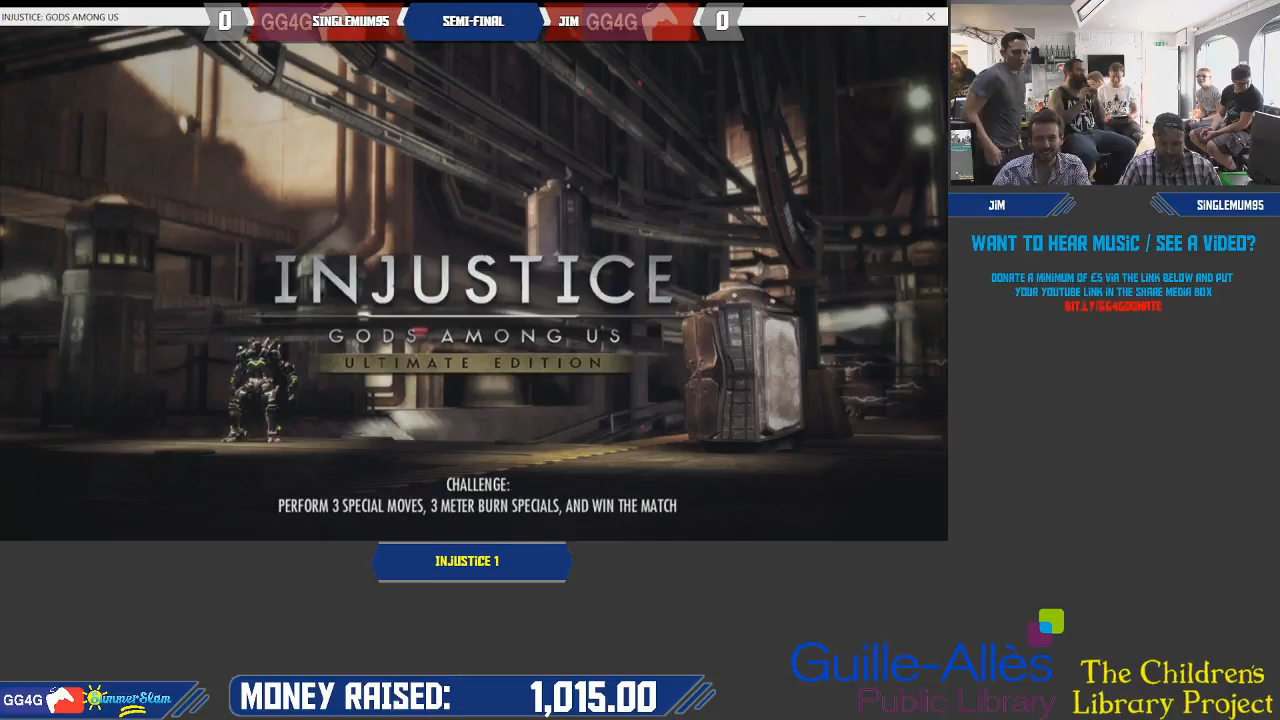 INJUSTICE: GODS AMONG US
0
GG4G
SINGLEMUM95
SEMI-FINAL
JIM
GG4G
0
INJUSTICE
GODS AMONG US
ULTIMATE EDITION
CHALLENGE:
PERFORM 3 SPECIAL MOVES, 3 METER BURN SPECIALS, AND WIN THE MATCH
JIM
SINGLEMUM95
WANT TO HEAR MUSIC / SEE A VIDEO?
DONATE A MINIMUM OF £5 VIA THE LINK BELOW AND PUT
YOUR YOUTUBE LINK IN THE SHARE MEDIA BOX
BIT.LY/GG4GDONATE
INJUSTICE 1
GG4G
SummerSlam
MONEY RAISED:
1,015.00
Guille-Allès
Public Library
The Children's
Library Project